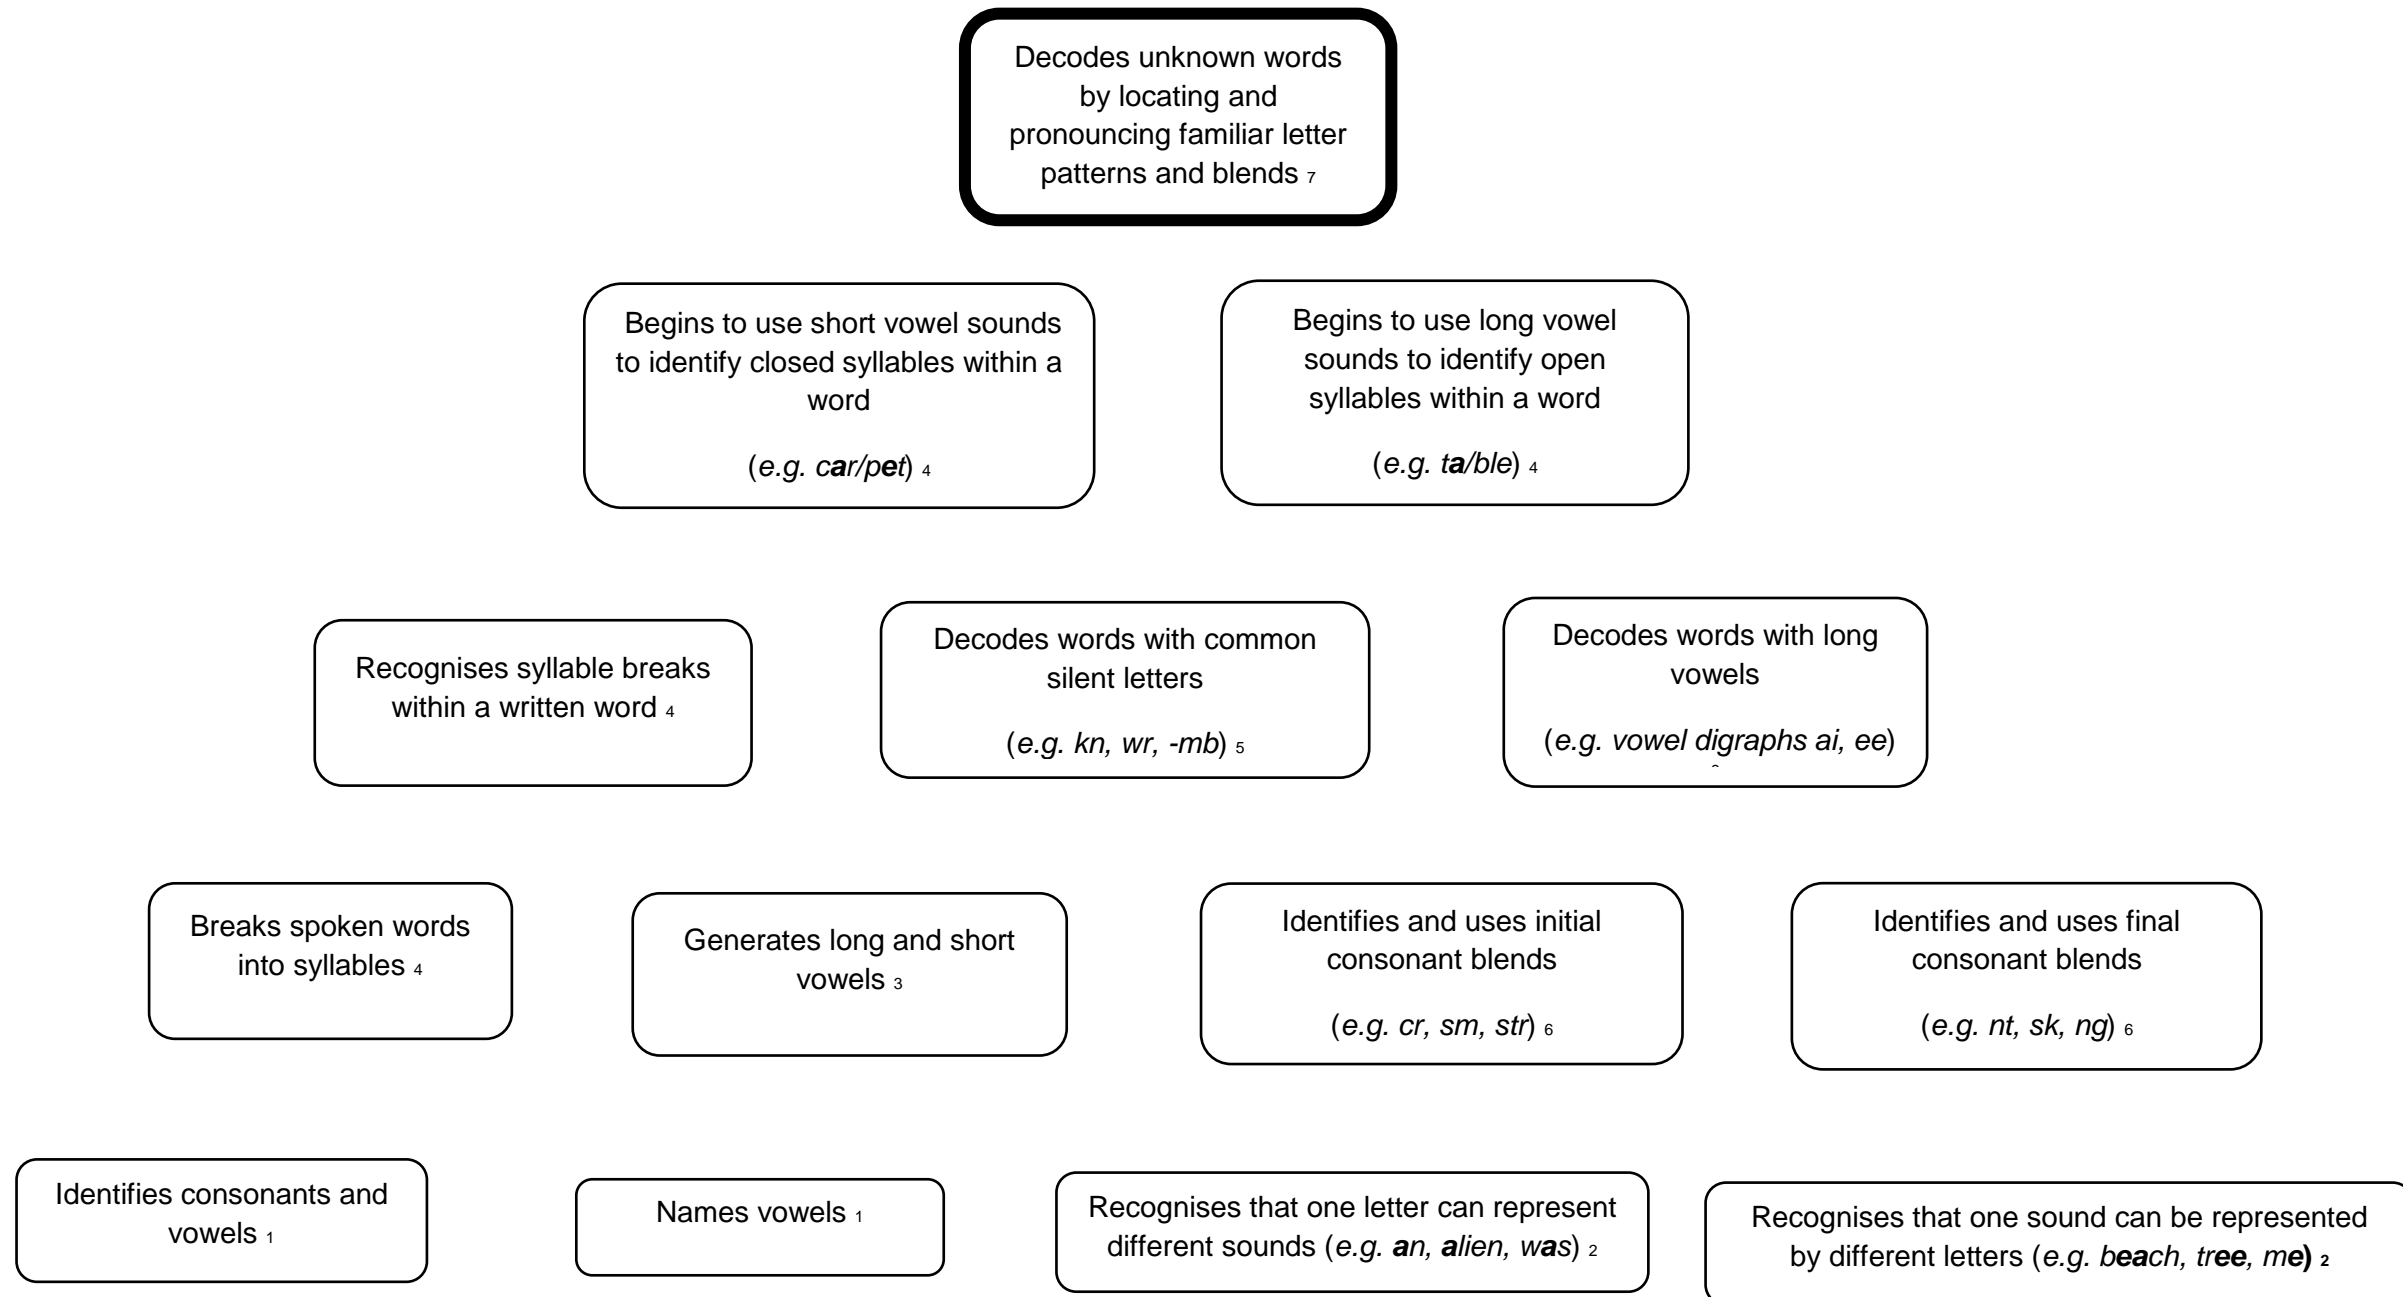 Decodes unknown words
by locating and
pronouncing familiar letter
patterns and blends 7
Begins to use short vowel sounds
to identify closed syllables within a
word
(e.g. car/pet) 4
Begins to use long vowel
sounds to identify open
syllables within a word
(e.g. ta/ble) 4
Recognises syllable breaks
within a written word 4
Decodes words with common
silent letters
(e.g. kn, wr, -mb) 5
Decodes words with long
vowels
(e.g. vowel digraphs ai, ee)
Breaks spoken words
into syllables 4
Generates long and short
vowels 3
Identifies and uses initial
consonant blends
(e.g. cr, sm, str) 6
Identifies and uses final
consonant blends
(e.g. nt, sk, ng) 6
Identifies consonants and
vowels 1
Names vowels 1
Recognises that one letter can represent
different sounds (e.g. an, alien, was) 2
Recognises that one sound can be represented
by different letters (e.g. beach, tree, me) 2